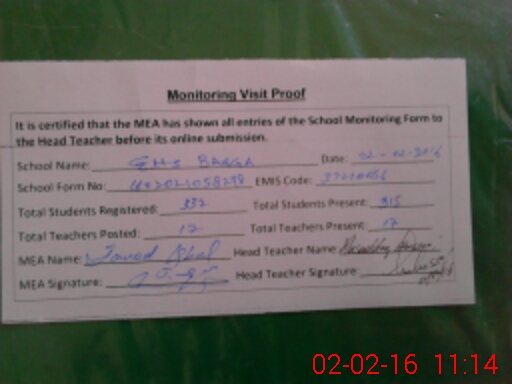 Monitoring Visit Proof
It is certified that the MEA has shown all entries of the School Monitoring Form to
the Head Teacher before its online submission.
School Name: GHS BAGGA Date: 02-02-2016
School Form No: EMIS Code:
Total Students Registered: 332 Total Students Present: 315
Total Teachers Posted: 17 Total Teachers Present: 17
MEA Name: Javed Iqbal Head Teacher Name:
MEA Signature: Head Teacher Signature:
02-02-16 11:14